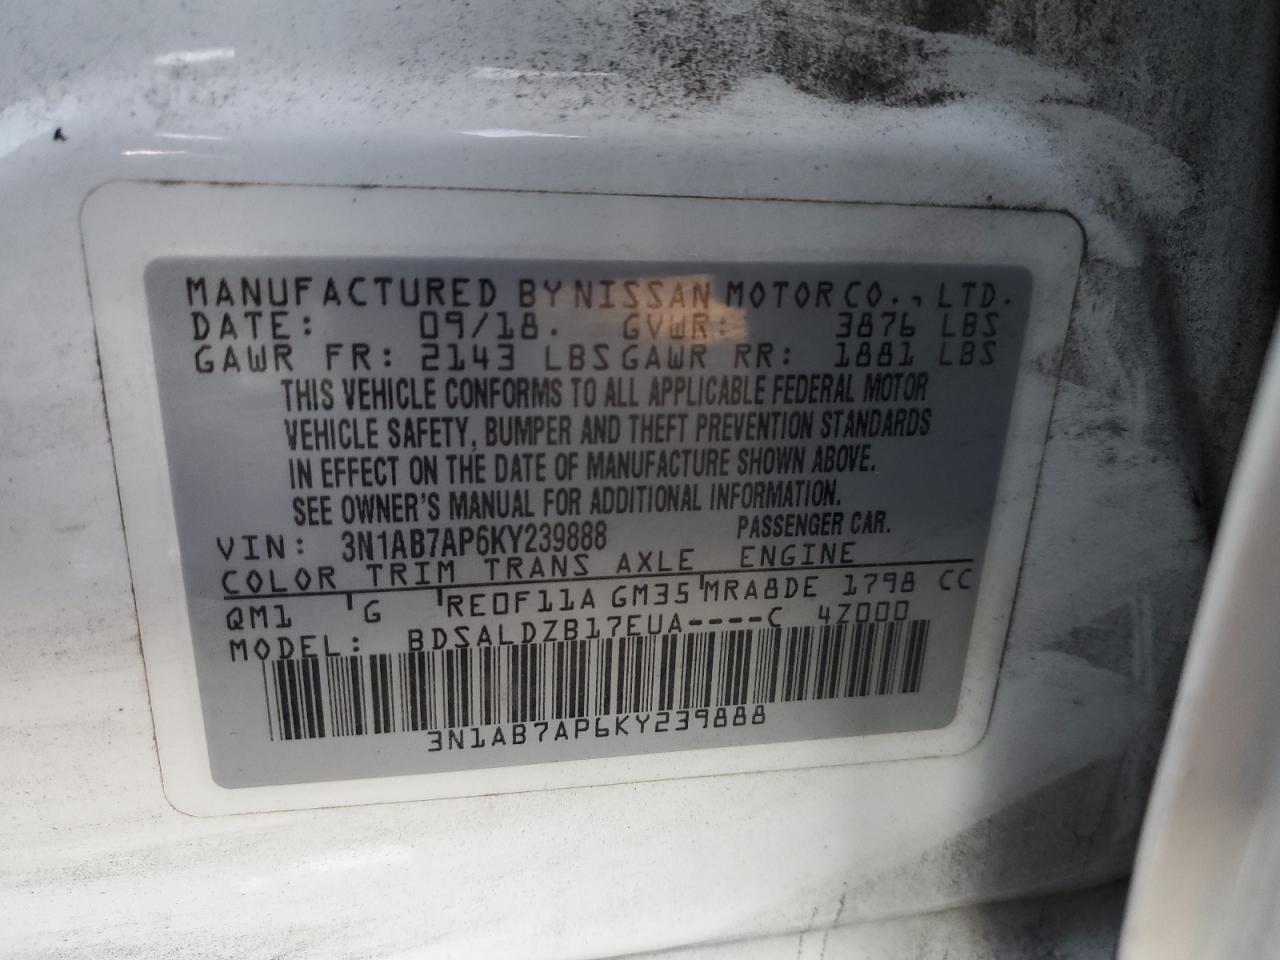 MANUFACTURED BY NISSAN MOTOR CO., LTD.
DATE: 09/18. GVWR: 3876 LBS
GAWR FR: 2143 LBS GAWR RR: 1881 LBS
THIS VEHICLE CONFORMS TO ALL APPLICABLE FEDERAL MOTOR
VEHICLE SAFETY, BUMPER AND THEFT PREVENTION STANDARDS
IN EFFECT ON THE DATE OF MANUFACTURE SHOWN ABOVE.
SEE OWNER'S MANUAL FOR ADDITIONAL INFORMATION.
VIN: 3N1AB7AP6KY239888 PASSENGER CAR.
COLOR TRIM TRANS AXLE ENGINE
QM1 ' G 'RE0F11A GM35 'MRA8DE 1798 CC
MODEL: BDSALDZB17EUA----C 4Z000
3N1AB7AP6KY239888